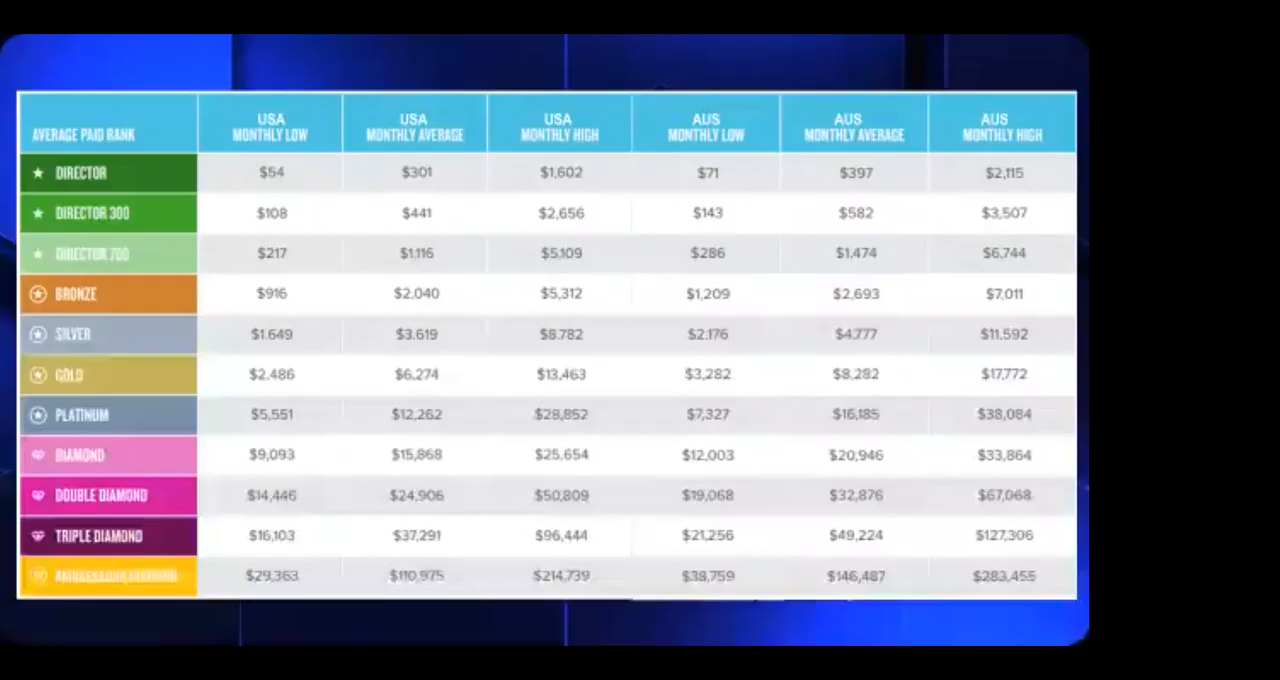 AVERAGE PAID RANK USA MONTHLY LOW USA MONTHLY AVERAGE USA MONTHLY HIGH AUS MONTHLY LOW AUS MONTHLY AVERAGE AUS MONTHLY HIGH
DIRECTOR $54 $301 $1,602 $71 $397 $2,115
DIRECTOR 300 $108 $441 $2,656 $143 $582 $3,507
DIRECTOR 700 $217 $1,116 $5,109 $286 $1,474 $6,744
BRONZE $916 $2,040 $5,312 $1,209 $2,693 $7,011
SILVER $1,649 $3,619 $8,782 $2,176 $4,777 $11,592
GOLD $2,486 $6,274 $13,463 $3,282 $8,282 $17,772
PLATINUM $5,551 $12,262 $28,852 $7,327 $16,185 $38,084
DIAMOND $9,093 $15,868 $25,654 $12,003 $20,946 $33,864
DOUBLE DIAMOND $14,446 $24,906 $50,809 $19,068 $32,876 $67,068
TRIPLE DIAMOND $16,103 $37,291 $96,444 $21,256 $49,224 $127,306
AMBASSADOR DIAMOND $29,363 $110,975 $214,739 $38,759 $146,487 $283,455